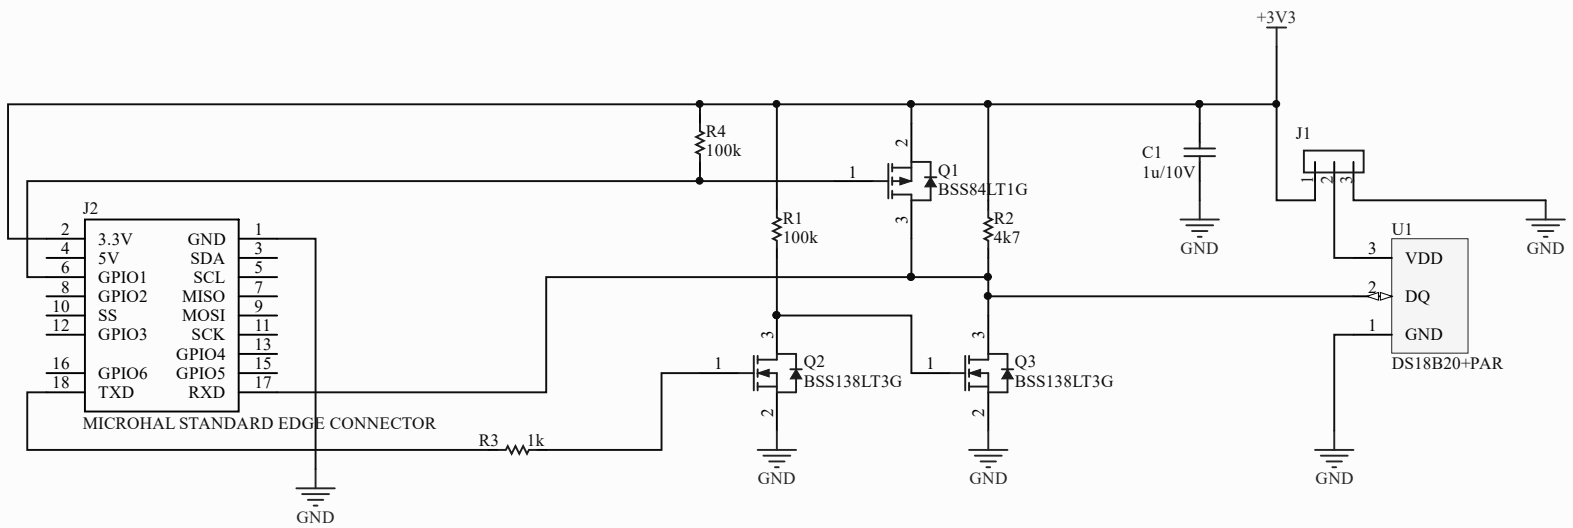 +3V3
J1
1
2
3
R4
100k
2
1
Q1
BSS84LT1G
3
C1
1u/10V
GND
GND
R1
100k
R2
4k7
J2
2
3.3V
GND
1
4
5V
SDA
3
6
GPIO1
SCL
5
8
GPIO2
MISO
7
10
SS
MOSI
9
12
GPIO3
SCK
11
GPIO4
13
16
GPIO6
GPIO5
15
18
TXD
RXD
17
MICROHAL STANDARD EDGE CONNECTOR
U1
3
VDD
2
DQ
1
GND
DS18B20+PAR
3
1
Q2
BSS138LT3G
2
3
1
Q3
BSS138LT3G
2
R3
1k
GND
GND
GND
GND